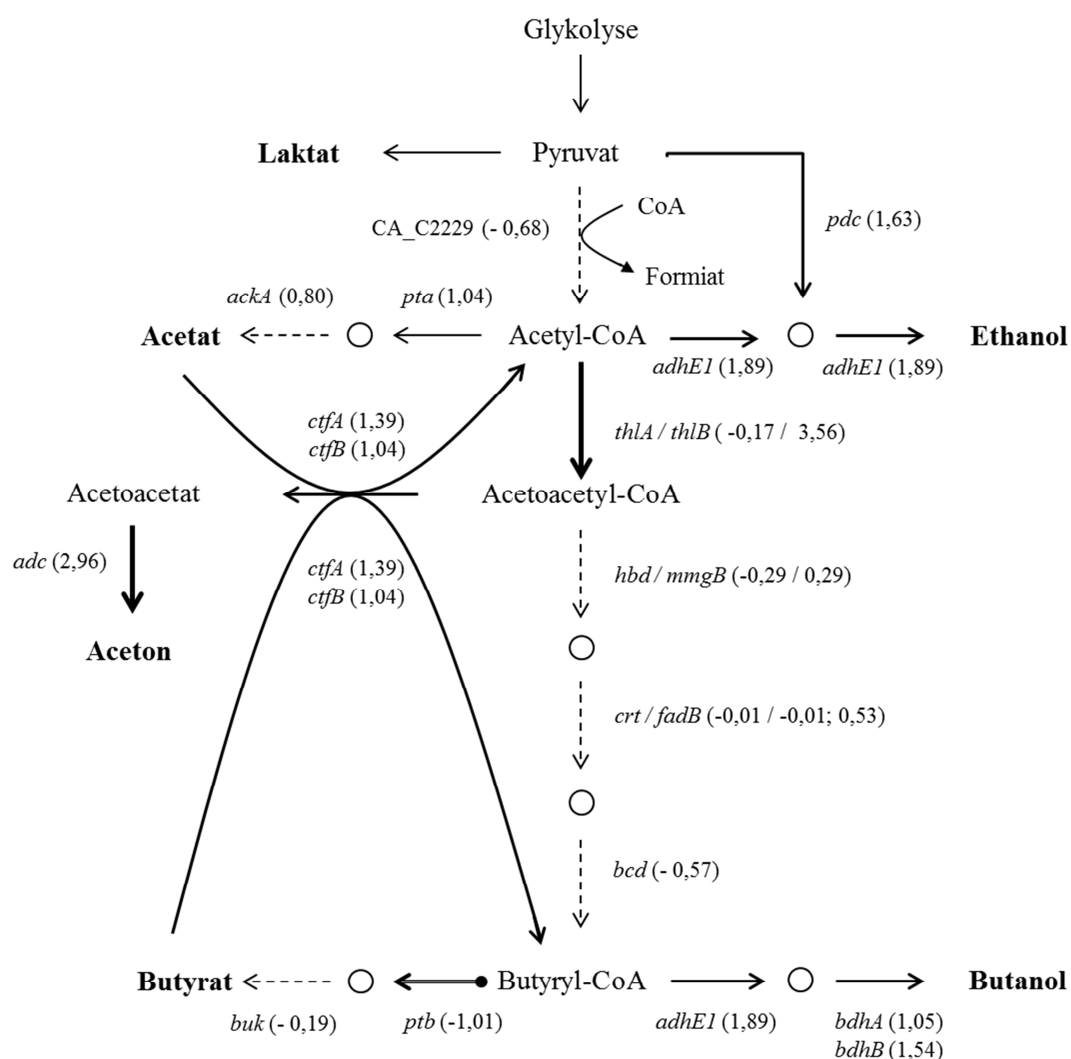 Glykolyse
Laktat
Pyruvat
CoA
CA_C2229 (- 0,68)
pdc (1,63)
Formiat
ackA (0,80)
pta (1,04)
Acetat
Acetyl-CoA
Ethanol
adhE1 (1,89)
adhE1 (1,89)
ctfA (1,39)
ctfB (1,04)
thlA / thlB ( -0,17 / 3,56)
Acetoacetat
Acetoacetyl-CoA
adc (2,96)
ctfA (1,39)
ctfB (1,04)
hbd / mmgB (-0,29 / 0,29)
Aceton
crt / fadB (-0,01 / -0,01; 0,53)
bcd (- 0,57)
Butyrat
Butyryl-CoA
Butanol
buk (- 0,19)
ptb (-1,01)
adhE1 (1,89)
bdhA (1,05)
bdhB (1,54)